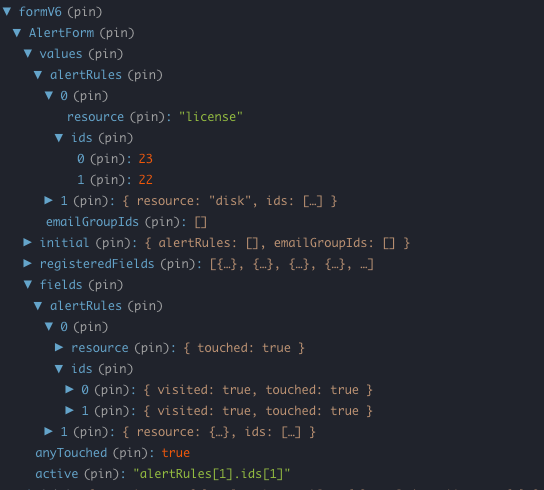 ▼ formV6 (pin)
▼ AlertForm (pin)
▼ values (pin)
▼ alertRules (pin)
▼ 0 (pin)
resource (pin): "license"
▼ ids (pin)
0 (pin): 23
1 (pin): 22
▶ 1 (pin): { resource: "disk", ids: […] }
emailGroupIds (pin): []
▶ initial (pin): { alertRules: [], emailGroupIds: [] }
▶ registeredFields (pin): [{…}, {…}, {…}, {…}, …]
▼ fields (pin)
▼ alertRules (pin)
▼ 0 (pin)
▶ resource (pin): { touched: true }
▼ ids (pin)
▶ 0 (pin): { visited: true, touched: true }
▶ 1 (pin): { visited: true, touched: true }
▶ 1 (pin): { resource: {…}, ids: […] }
anyTouched (pin): true
active (pin): "alertRules[1].ids[1]"